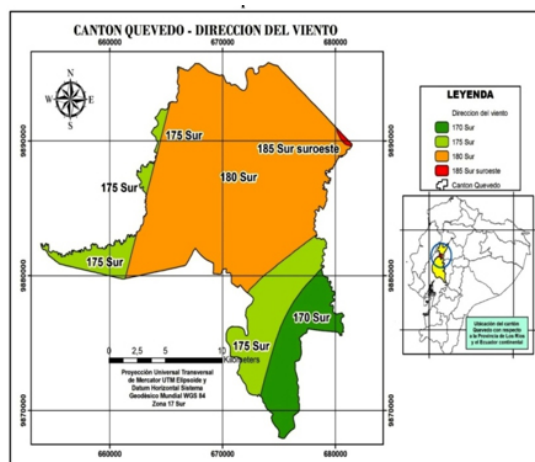 CANTON QUEVEDO - DIRECCION DEL VIENTO
660000
670000
680000
N
W
E
S
9890000
9890000
9880000
9880000
9870000
9870000
175 Sur
175 Sur
175 Sur
180 Sur
185 Sur suroeste
175 Sur
170 Sur
0 2,5 5 10
Kilometers
Proyección Universal Transversal
de Mercator UTM Elipsoide y
Datum Horizontal Sistema
Geodésico Mundial WGS 84
Zona 17 Sur
660000
670000
680000
LEYENDA
Direccion del viento
170 Sur
175 Sur
180 Sur
185 Sur suroeste
Canton Quevedo
Ubicación del cantón
Quevedo con respecto
a la Provincia de Los Ríos
y el Ecuador continental